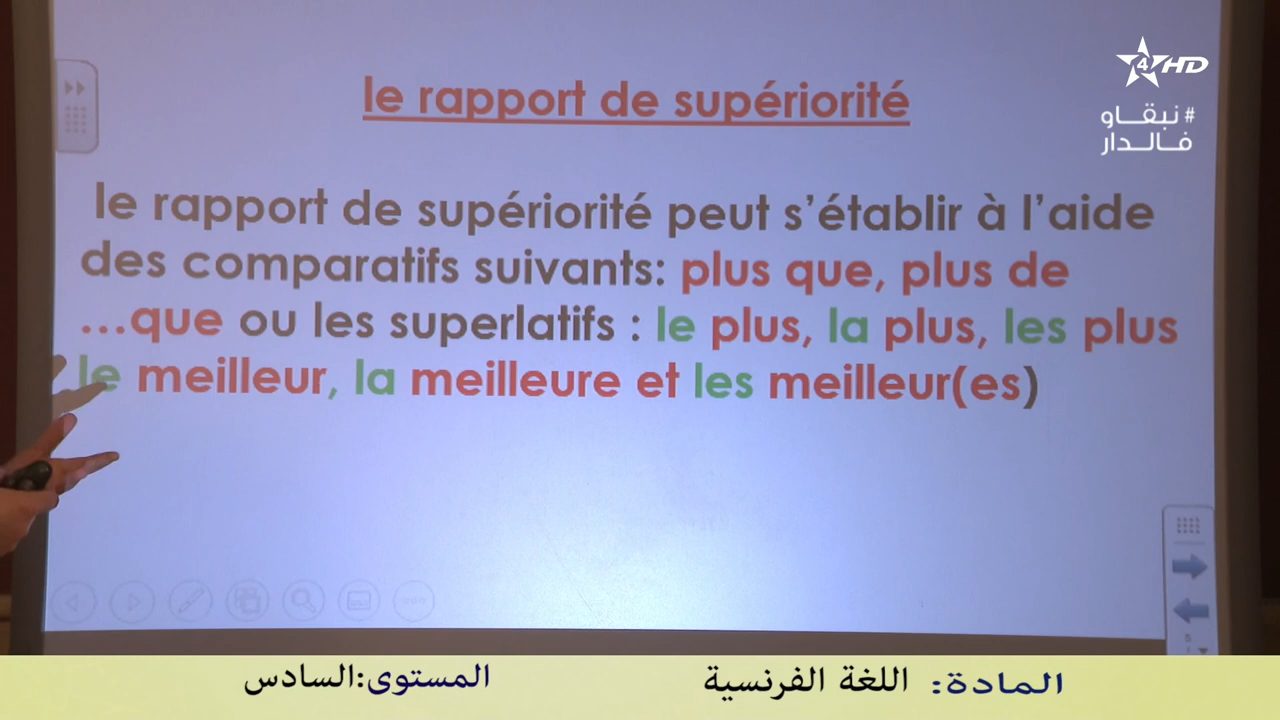 4 HD
# نبقاو
فالدار
le rapport de supériorité
le rapport de supériorité peut s’établir à l’aide
des comparatifs suivants: plus que, plus de
…que ou les superlatifs : le plus, la plus, les plus
le meilleur, la meilleure et les meilleur(es)
5
المادة: اللغة الفرنسية
المستوى:السادس